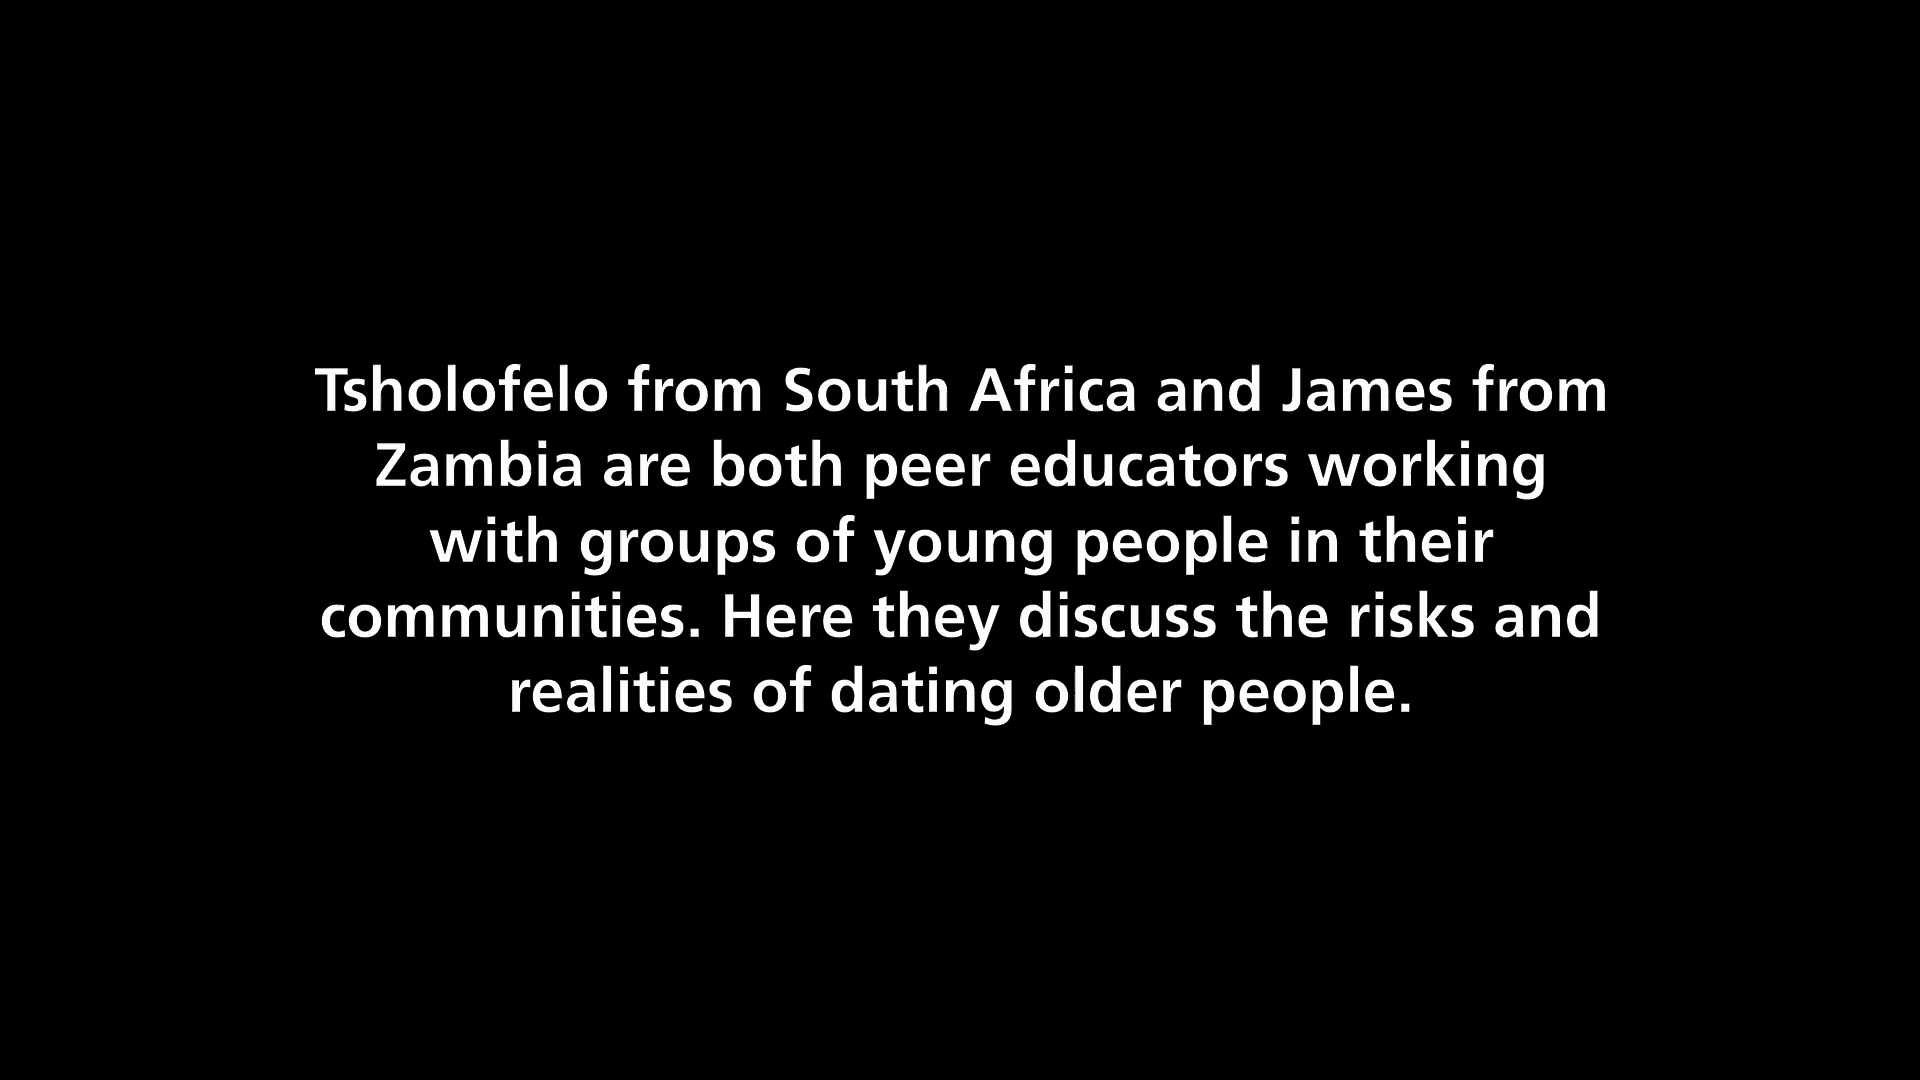 Tsholofelo from South Africa and James from
Zambia are both peer educators working
with groups of young people in their
communities. Here they discuss the risks and
realities of dating older people.